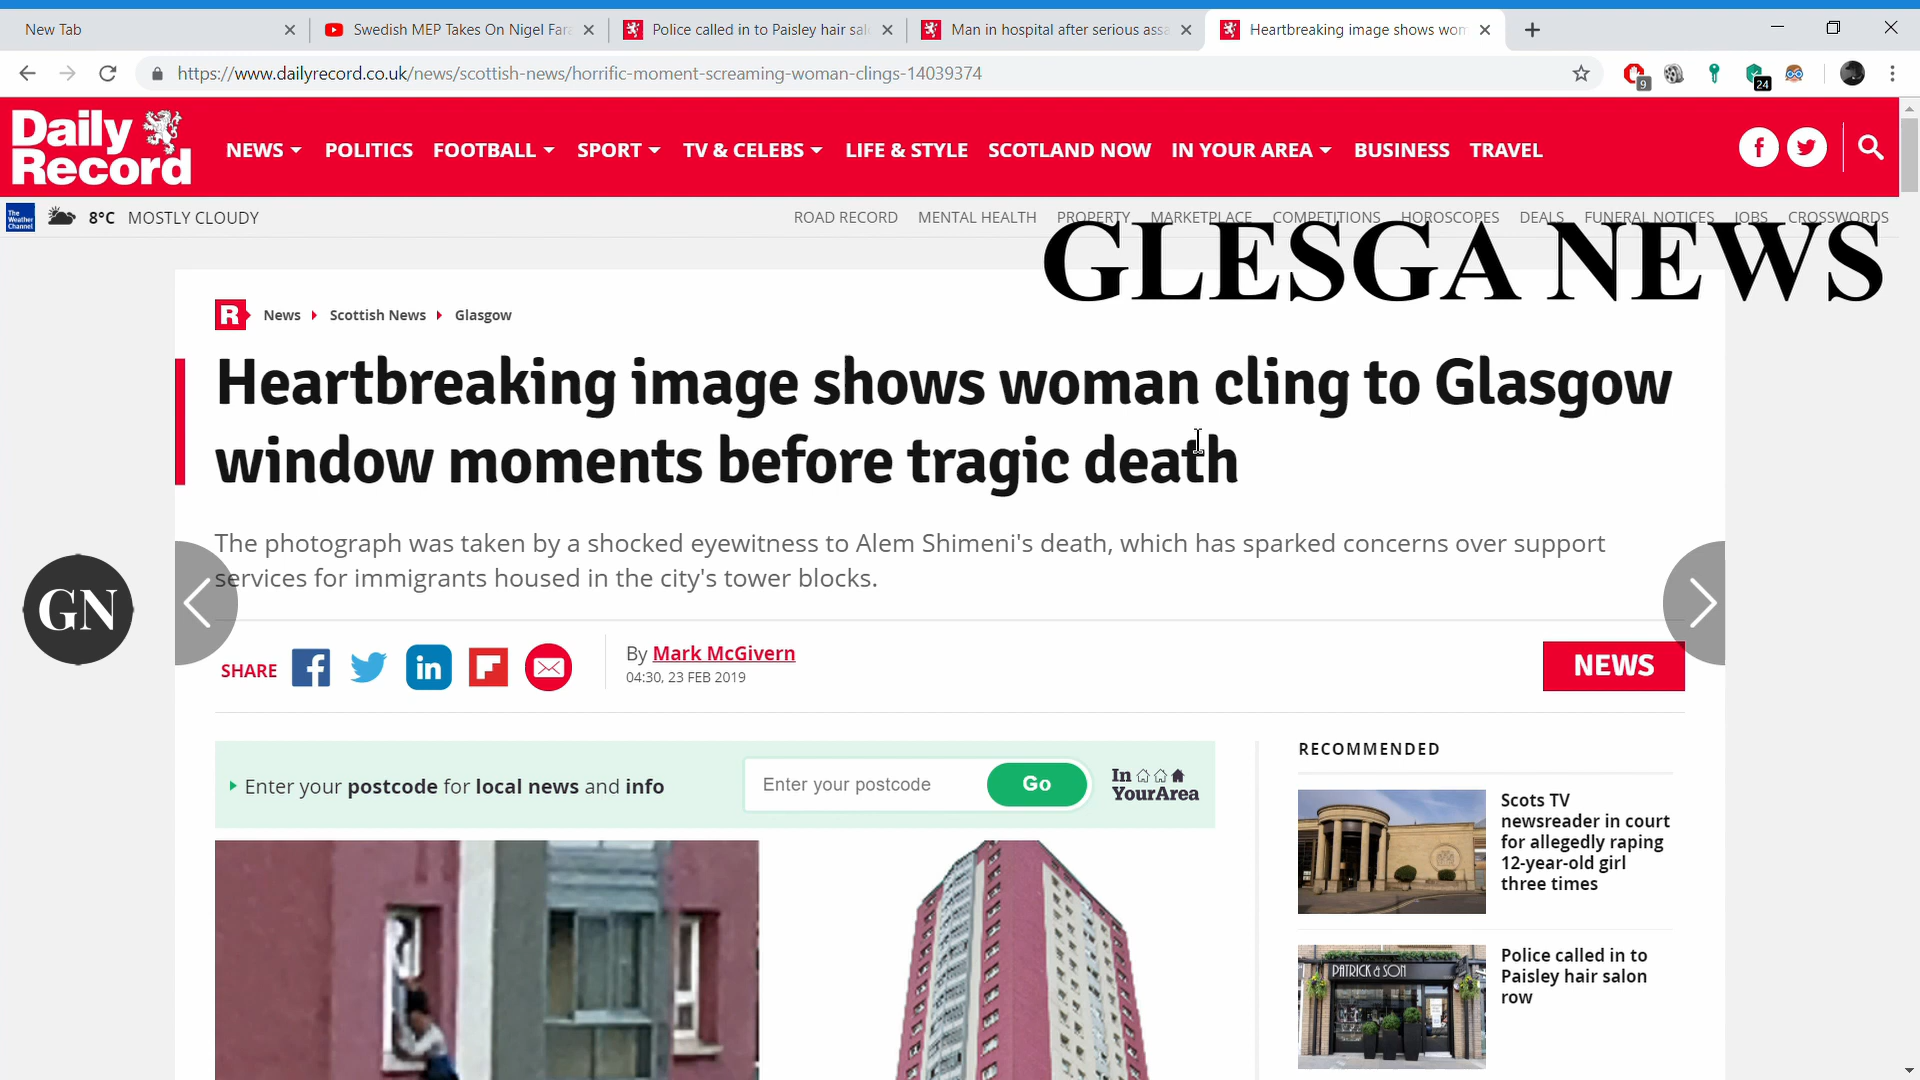 New Tab
Swedish MEP Takes On Nigel Fara
Police called in to Paisley hair sal
Man in hospital after serious assa
Heartbreaking image shows wom
https://www.dailyrecord.co.uk/news/scottish-news/horrific-moment-screaming-woman-clings-14039374
9
24
Daily
Record
NEWS
POLITICS
FOOTBALL
SPORT
TV & CELEBS
LIFE & STYLE
SCOTLAND NOW
IN YOUR AREA
BUSINESS
TRAVEL
The
Weather
Channel
8°C MOSTLY CLOUDY
ROAD RECORD
MENTAL HEALTH
PROPERTY
MARKETPLACE
COMPETITIONS
HOROSCOPES
DEALS
FUNERAL NOTICES
JOBS
CROSSWORDS
GLESGA NEWS
R
News
Scottish News
Glasgow
Heartbreaking image shows woman cling to Glasgow
window moments before tragic death
The photograph was taken by a shocked eyewitness to Alem Shimeni's death, which has sparked concerns over support
services for immigrants housed in the city's tower blocks.
GN
SHARE
By Mark McGivern
04:30, 23 FEB 2019
NEWS
Enter your postcode for local news and info
Enter your postcode
Go
In
YourArea
RECOMMENDED
Scots TV
newsreader in court
for allegedly raping
12-year-old girl
three times
PATRICK & SON
Police called in to
Paisley hair salon
row